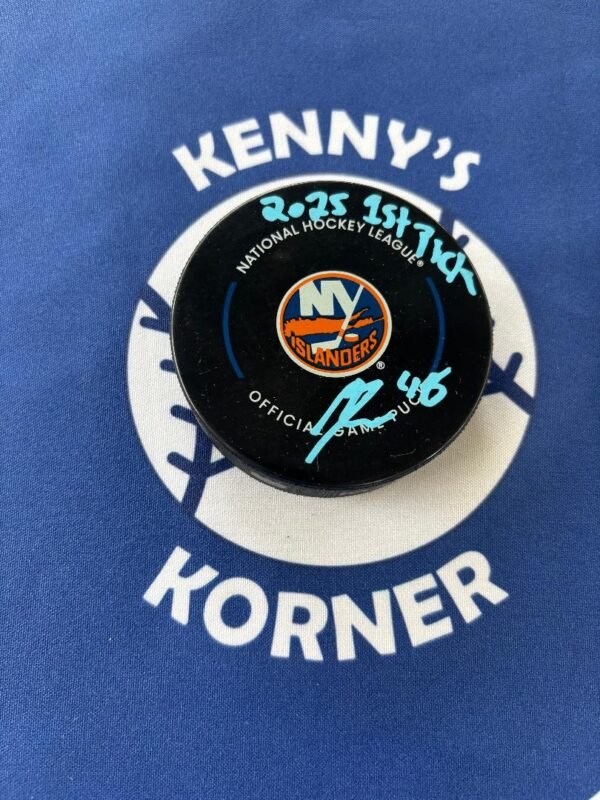 KENNY'S
2025 1st Pick
NATIONAL HOCKEY LEAGUE®
NY
ISLANDERS
®
46
OFFICIAL GAME PUCK
KORNER